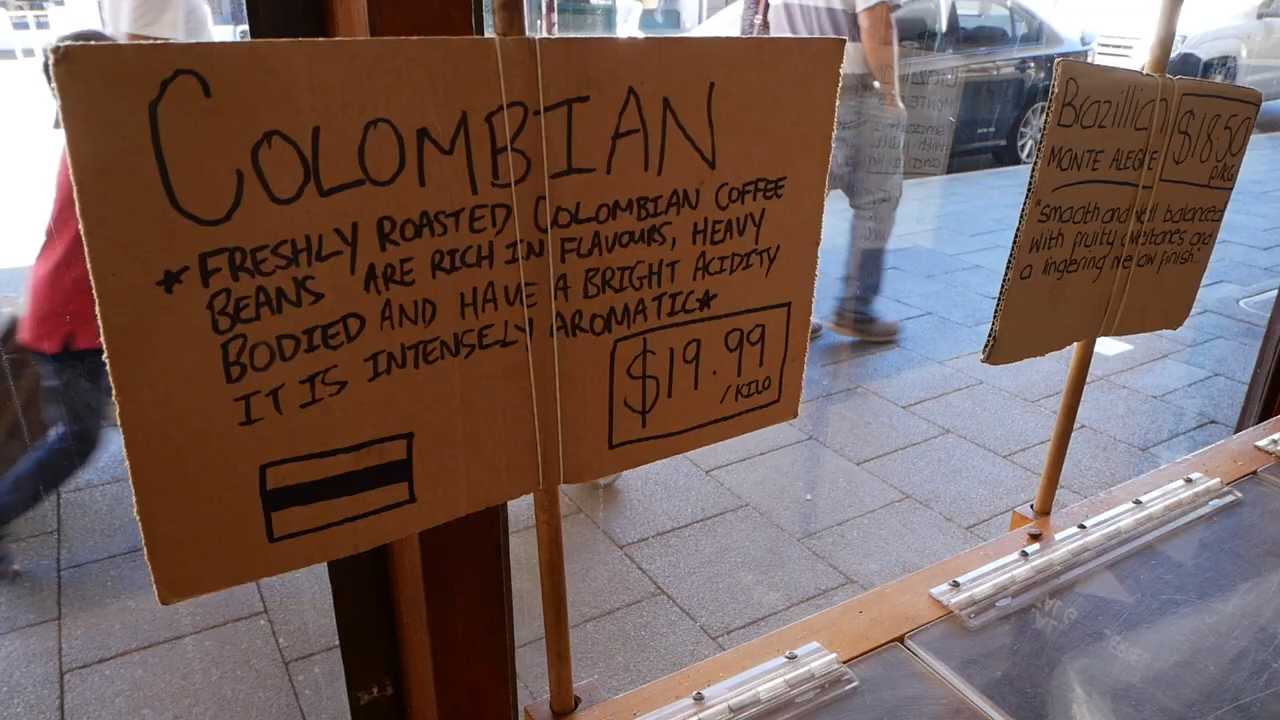 COLOMBIAN
*FRESHLY ROASTED COLOMBIAN COFFEE
BEANS ARE RICH IN FLAVOURS, HEAVY
BODIED AND HAVE A BRIGHT ACIDITY
IT IS INTENSELY AROMATIC*
$19.99
/KILO
Brazillian
MONTE ALEGRE
$18.50
p/KG
"smooth and well balanced
with fruity overtones and
a lingering mellow finish"